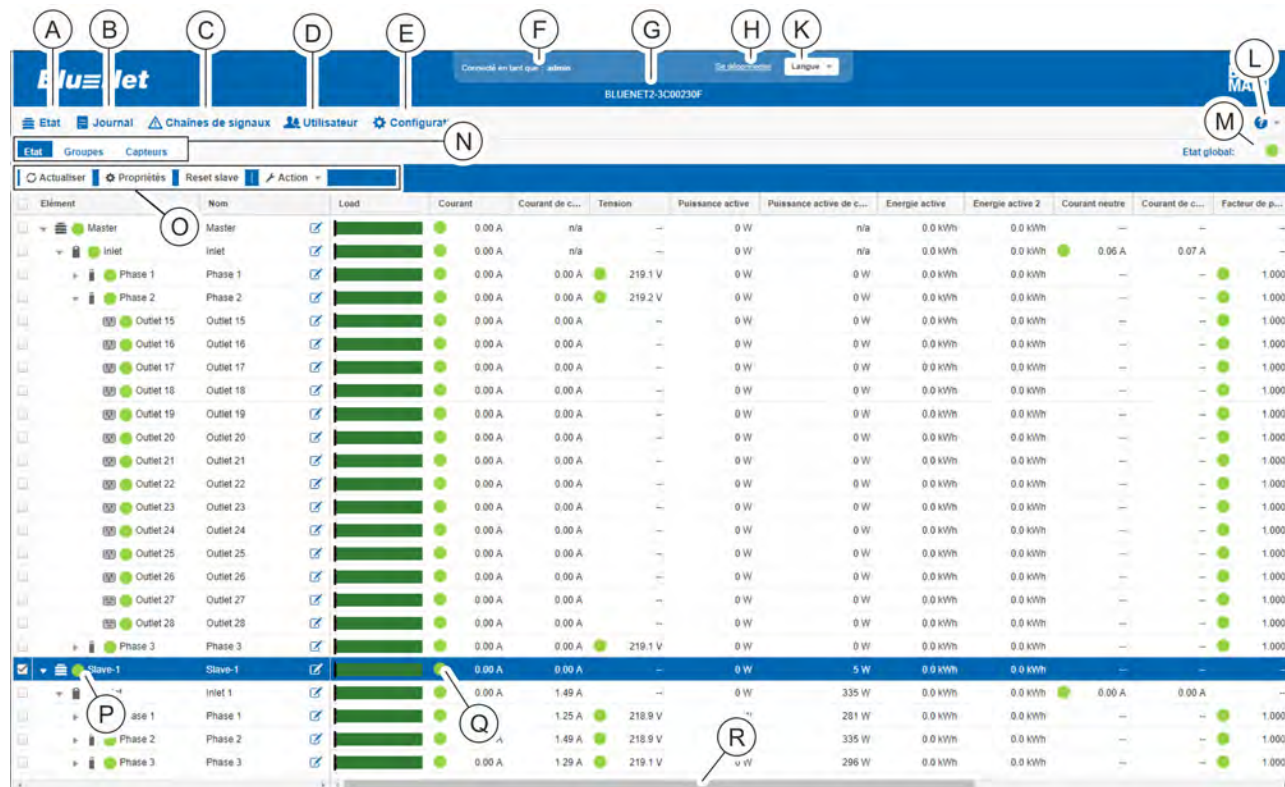 A B C D E F G H K L
Connecté en tant que admin Se déconnecter Langue
BLUENET2-3C00230F
Etat Journal Chaînes de signaux Utilisateur M
Etat Groupes Capteurs N Etat global:
Actualiser Propriétés Reset slave Action
Elément Nom Load Courant Courant de c... Tension Puissance active Puissance active de c... Energie active Energie active 2 Courant neutre Courant de c... Facteur de p...
Master O Master 0.00 A n/a -- 0 W n/a 0.0 kWh 0.0 kWh -- -- --
Inlet Inlet 0.00 A n/a -- 0 W n/a 0.0 kWh 0.0 kWh 0.06 A 0.07 A --
Phase 1 Phase 1 0.00 A 0.00 A 219.1 V 0 W 0 W 0.0 kWh 0.0 kWh -- -- 1.000
Phase 2 Phase 2 0.00 A 0.00 A 219.2 V 0 W 0 W 0.0 kWh 0.0 kWh -- -- 1.000
Outlet 15 Outlet 15 0.00 A 0.00 A -- 0 W 0 W 0.0 kWh 0.0 kWh -- -- 1.000
Outlet 16 Outlet 16 0.00 A 0.00 A -- 0 W 0 W 0.0 kWh 0.0 kWh -- -- 1.000
Outlet 17 Outlet 17 0.00 A 0.00 A -- 0 W 0 W 0.0 kWh 0.0 kWh -- -- 1.000
Outlet 18 Outlet 18 0.00 A 0.00 A -- 0 W 0 W 0.0 kWh 0.0 kWh -- -- 1.000
Outlet 19 Outlet 19 0.00 A 0.00 A -- 0 W 0 W 0.0 kWh 0.0 kWh -- -- 1.000
Outlet 20 Outlet 20 0.00 A 0.00 A -- 0 W 0 W 0.0 kWh 0.0 kWh -- -- 1.000
Outlet 21 Outlet 21 0.00 A 0.00 A -- 0 W 0 W 0.0 kWh 0.0 kWh -- -- 1.000
Outlet 22 Outlet 22 0.00 A 0.00 A -- 0 W 0 W 0.0 kWh 0.0 kWh -- -- 1.000
Outlet 23 Outlet 23 0.00 A 0.00 A -- 0 W 0 W 0.0 kWh 0.0 kWh -- -- 1.000
Outlet 24 Outlet 24 0.00 A 0.00 A -- 0 W 0 W 0.0 kWh 0.0 kWh -- -- 1.000
Outlet 25 Outlet 25 0.00 A 0.00 A -- 0 W 0 W 0.0 kWh 0.0 kWh -- -- 1.000
Outlet 26 Outlet 26 0.00 A 0.00 A -- 0 W 0 W 0.0 kWh 0.0 kWh -- -- 1.000
Outlet 27 Outlet 27 0.00 A 0.00 A -- 0 W 0 W 0.0 kWh 0.0 kWh -- -- 1.000
Outlet 28 Outlet 28 0.00 A 0.00 A -- 0 W 0 W 0.0 kWh 0.0 kWh -- -- 1.000
Phase 3 Phase 3 0.00 A 0.00 A 219.1 V 0 W 0 W 0.0 kWh 0.0 kWh -- -- 1.000
Slave-1 Slave-1 0.00 A 0.00 A -- 0 W 5 W 0.0 kWh 0.0 kWh -- -- --
Inlet 1 0.00 A 1.49 A -- 0 W 335 W 0.0 kWh 0.0 kWh 0.00 A 0.00 A --
P Phase 1 Q 1.25 A 218.9 V 281 W 0.0 kWh 0.0 kWh -- -- 1.000
Phase 2 Phase 2 1.49 A 218.9 V R 335 W 0.0 kWh 0.0 kWh -- -- 1.000
Phase 3 Phase 3 0.00 A 1.29 A 219.1 V 0 W 296 W 0.0 kWh 0.0 kWh -- -- 1.000